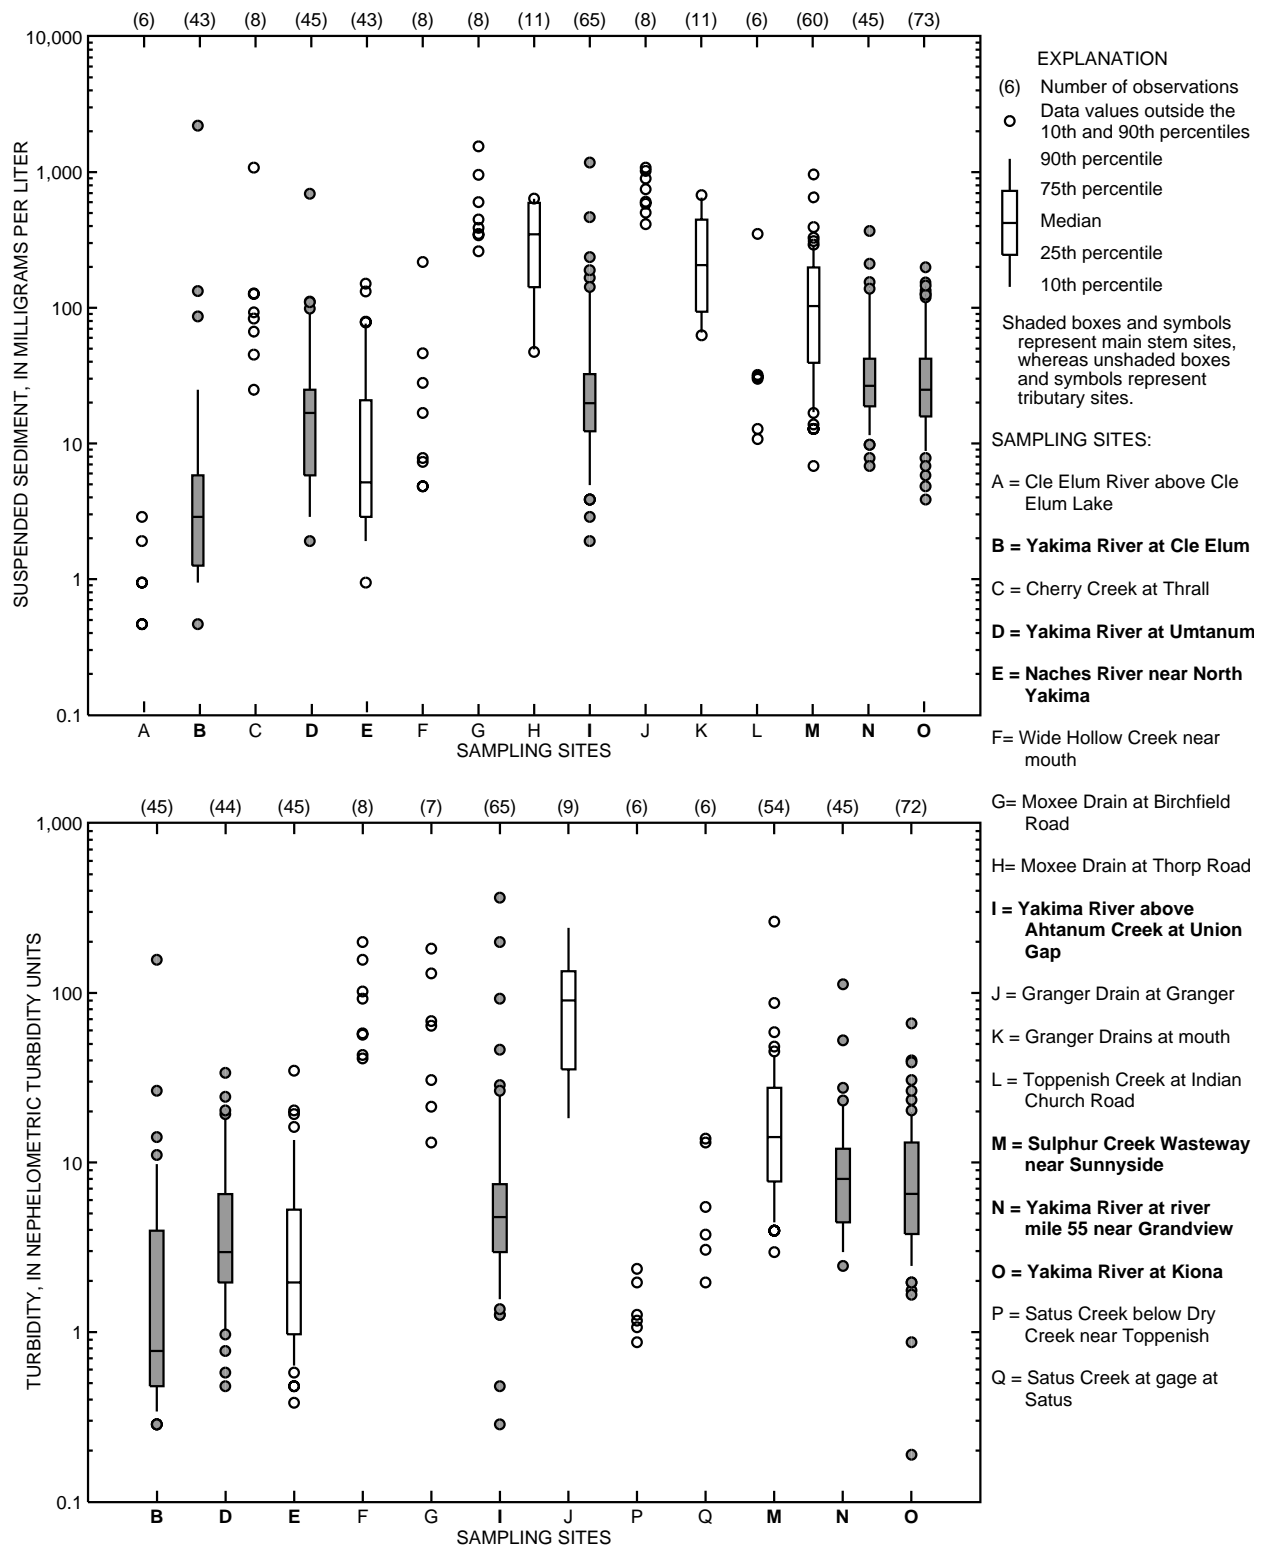 (6) (43) (8) (45) (43) (8) (8) (11) (65) (8) (11) (6) (60) (45) (73)
10,000
1,000
100
10
1
0.1
SUSPENDED SEDIMENT, IN MILLIGRAMS PER LITER
A B C D E F G H I J K L M N O
SAMPLING SITES
(45) (44) (45) (8) (7) (65) (9) (6) (6) (54) (45) (72)
1,000
100
10
1
0.1
TURBIDITY, IN NEPHELOMETRIC TURBIDITY UNITS
B D E F G I J P Q M N O
SAMPLING SITES
EXPLANATION
(6) Number of observations
Data values outside the
10th and 90th percentiles
90th percentile
75th percentile
Median
25th percentile
10th percentile
Shaded boxes and symbols
represent main stem sites,
whereas unshaded boxes
and symbols represent
tributary sites.
SAMPLING SITES:
A = Cle Elum River above Cle
Elum Lake
B = Yakima River at Cle Elum
C = Cherry Creek at Thrall
D = Yakima River at Umtanum
E = Naches River near North
Yakima
F= Wide Hollow Creek near
mouth
G= Moxee Drain at Birchfield
Road
H= Moxee Drain at Thorp Road
I = Yakima River above
Ahtanum Creek at Union
Gap
J = Granger Drain at Granger
K = Granger Drains at mouth
L = Toppenish Creek at Indian
Church Road
M = Sulphur Creek Wasteway
near Sunnyside
N = Yakima River at river
mile 55 near Grandview
O = Yakima River at Kiona
P = Satus Creek below Dry
Creek near Toppenish
Q = Satus Creek at gage at
Satus